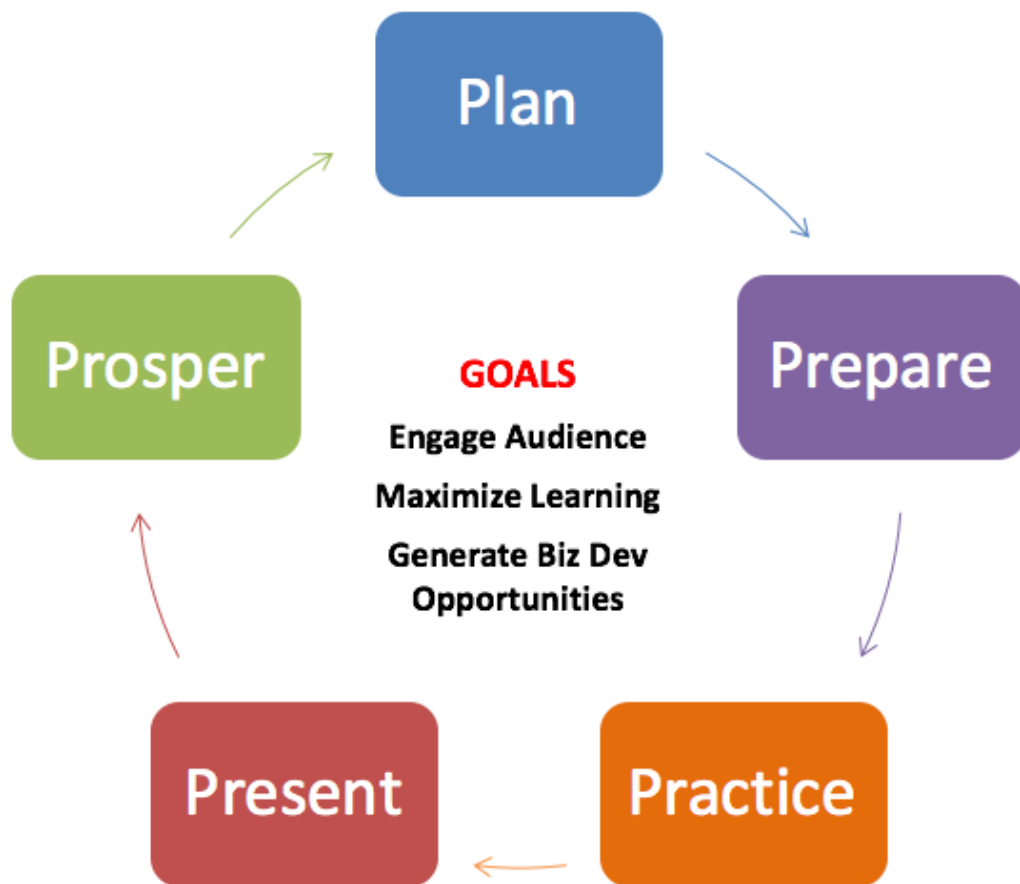 Plan
Prepare
Practice
Present
Prosper
GOALS
Engage Audience
Maximize Learning
Generate Biz Dev
Opportunities